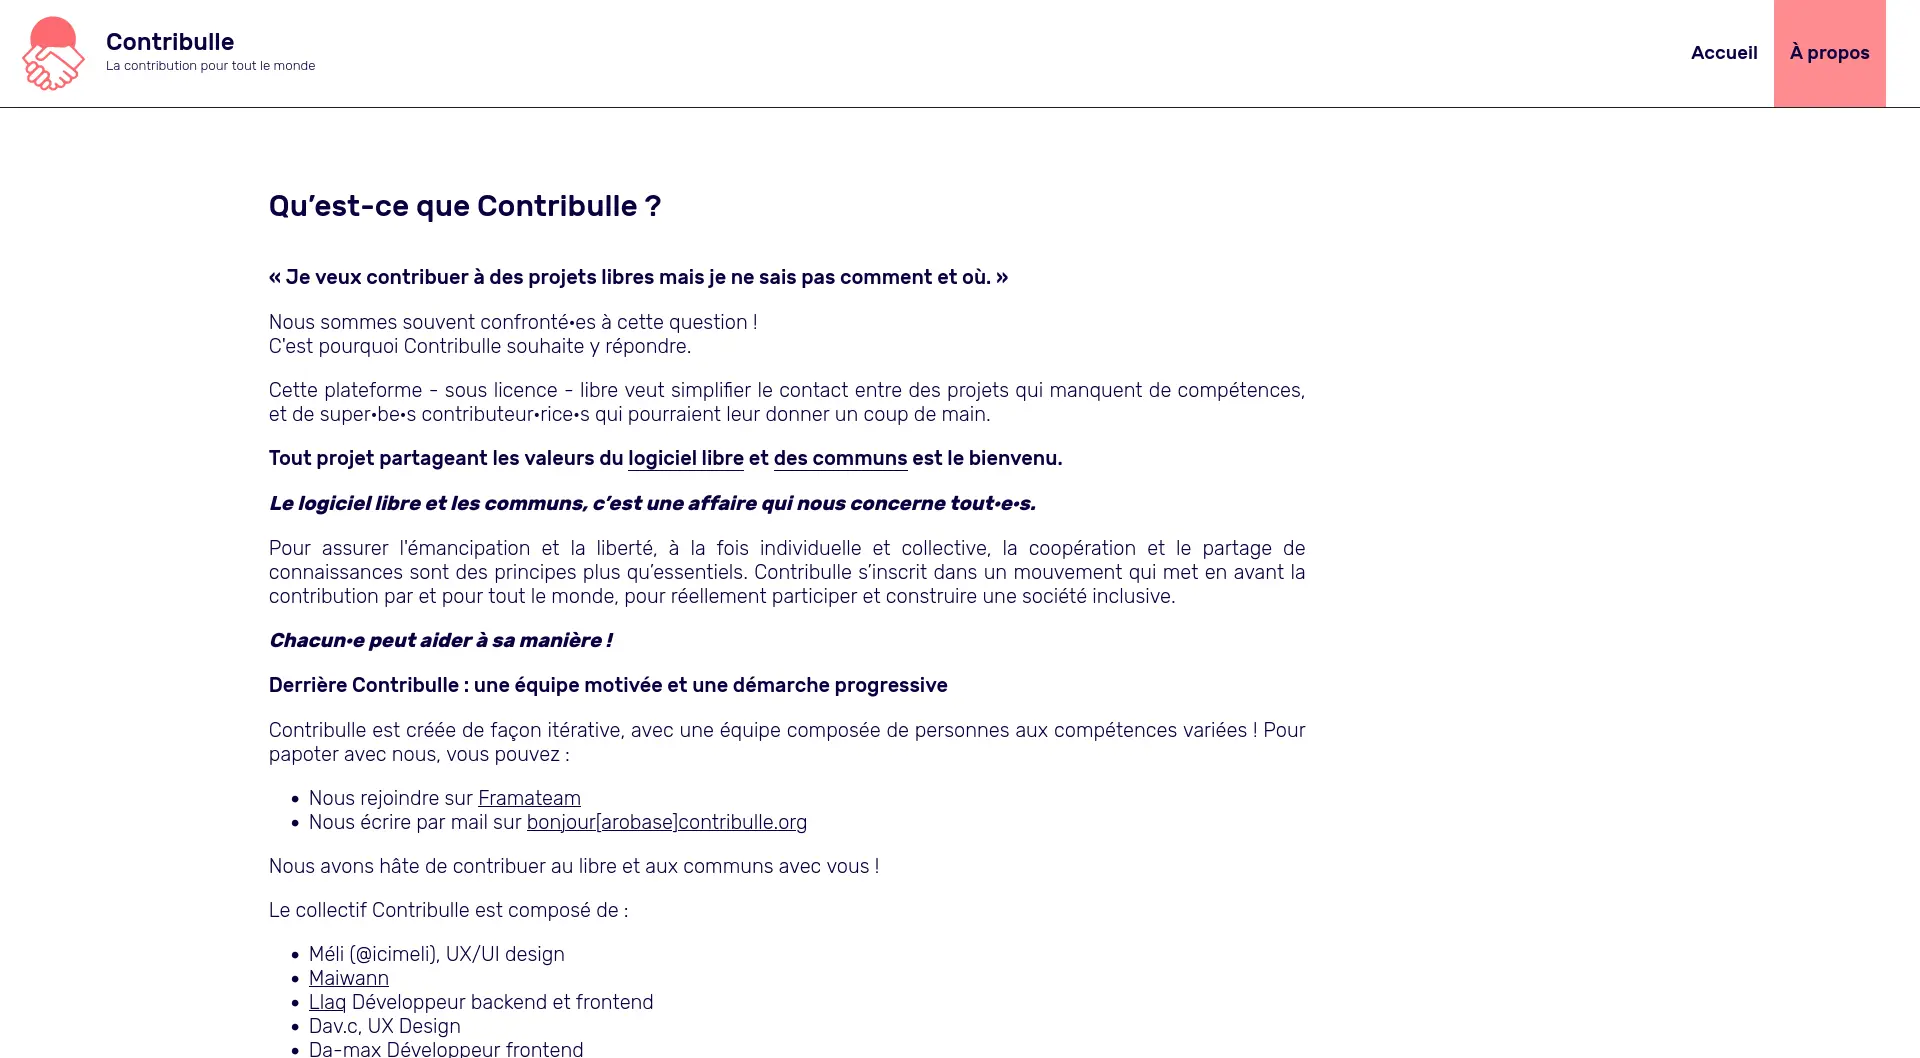 Contribulle
La contribution pour tout le monde
Accueil
À propos
Qu’est-ce que Contribulle ?
« Je veux contribuer à des projets libres mais je ne sais pas comment et où. »
Nous sommes souvent confronté•es à cette question !
C'est pourquoi Contribulle souhaite y répondre.
Cette plateforme - sous licence - libre veut simplifier le contact entre des projets qui manquent de compétences,
et de super•be•s contributeur•rice•s qui pourraient leur donner un coup de main.
Tout projet partageant les valeurs du logiciel libre et des communs est le bienvenu.
Le logiciel libre et les communs, c’est une affaire qui nous concerne tout•e•s.
Pour assurer l'émancipation et la liberté, à la fois individuelle et collective, la coopération et le partage de
connaissances sont des principes plus qu’essentiels. Contribulle s’inscrit dans un mouvement qui met en avant la
contribution par et pour tout le monde, pour réellement participer et construire une société inclusive.
Chacun•e peut aider à sa manière !
Derrière Contribulle : une équipe motivée et une démarche progressive
Contribulle est créée de façon itérative, avec une équipe composée de personnes aux compétences variées ! Pour
papoter avec nous, vous pouvez :
• Nous rejoindre sur Framateam
• Nous écrire par mail sur bonjour[arobase]contribulle.org
Nous avons hâte de contribuer au libre et aux communs avec vous !
Le collectif Contribulle est composé de :
• Méli (@icimeli), UX/UI design
• Maiwann
• Llaq Développeur backend et frontend
• Dav.c, UX Design
• Da-max Développeur frontend